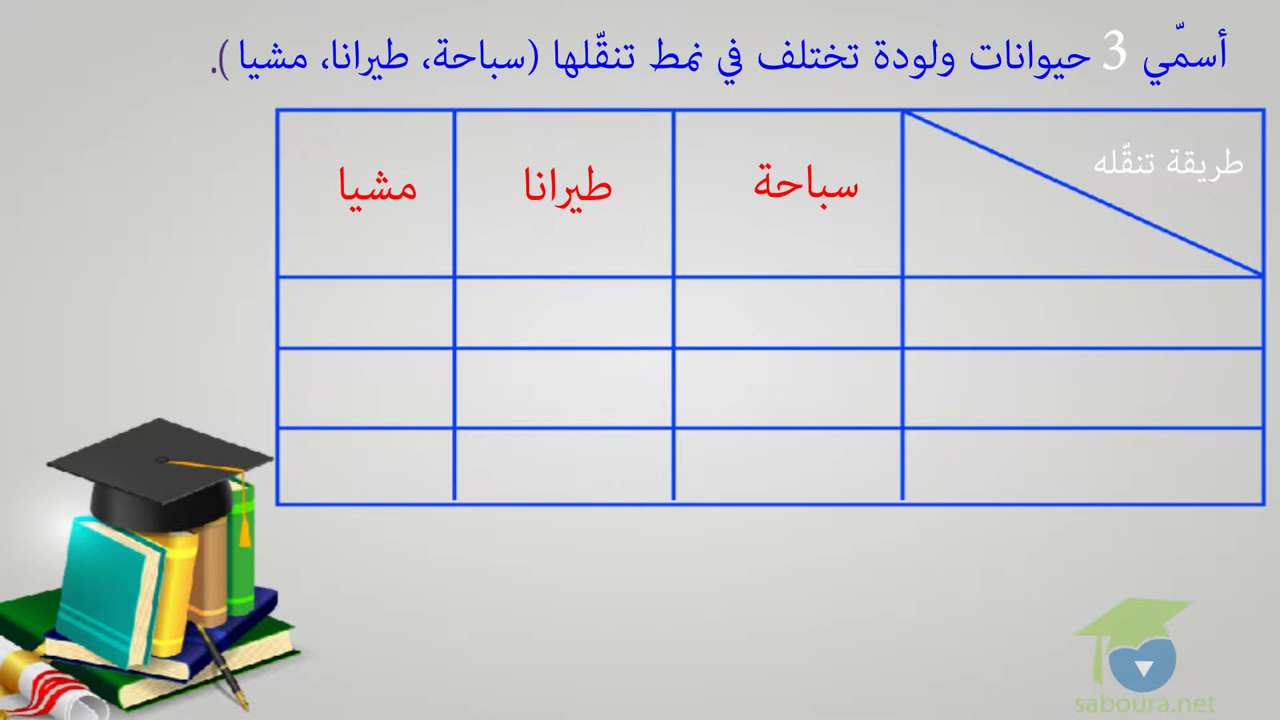 أسمّي 3 حيوانات ولودة تختلف في نمط تنقّلها (سباحة، طيرانا، مشيا).
طريقة تنقّله
سباحة
طيرانا
مشيا
saboura.net